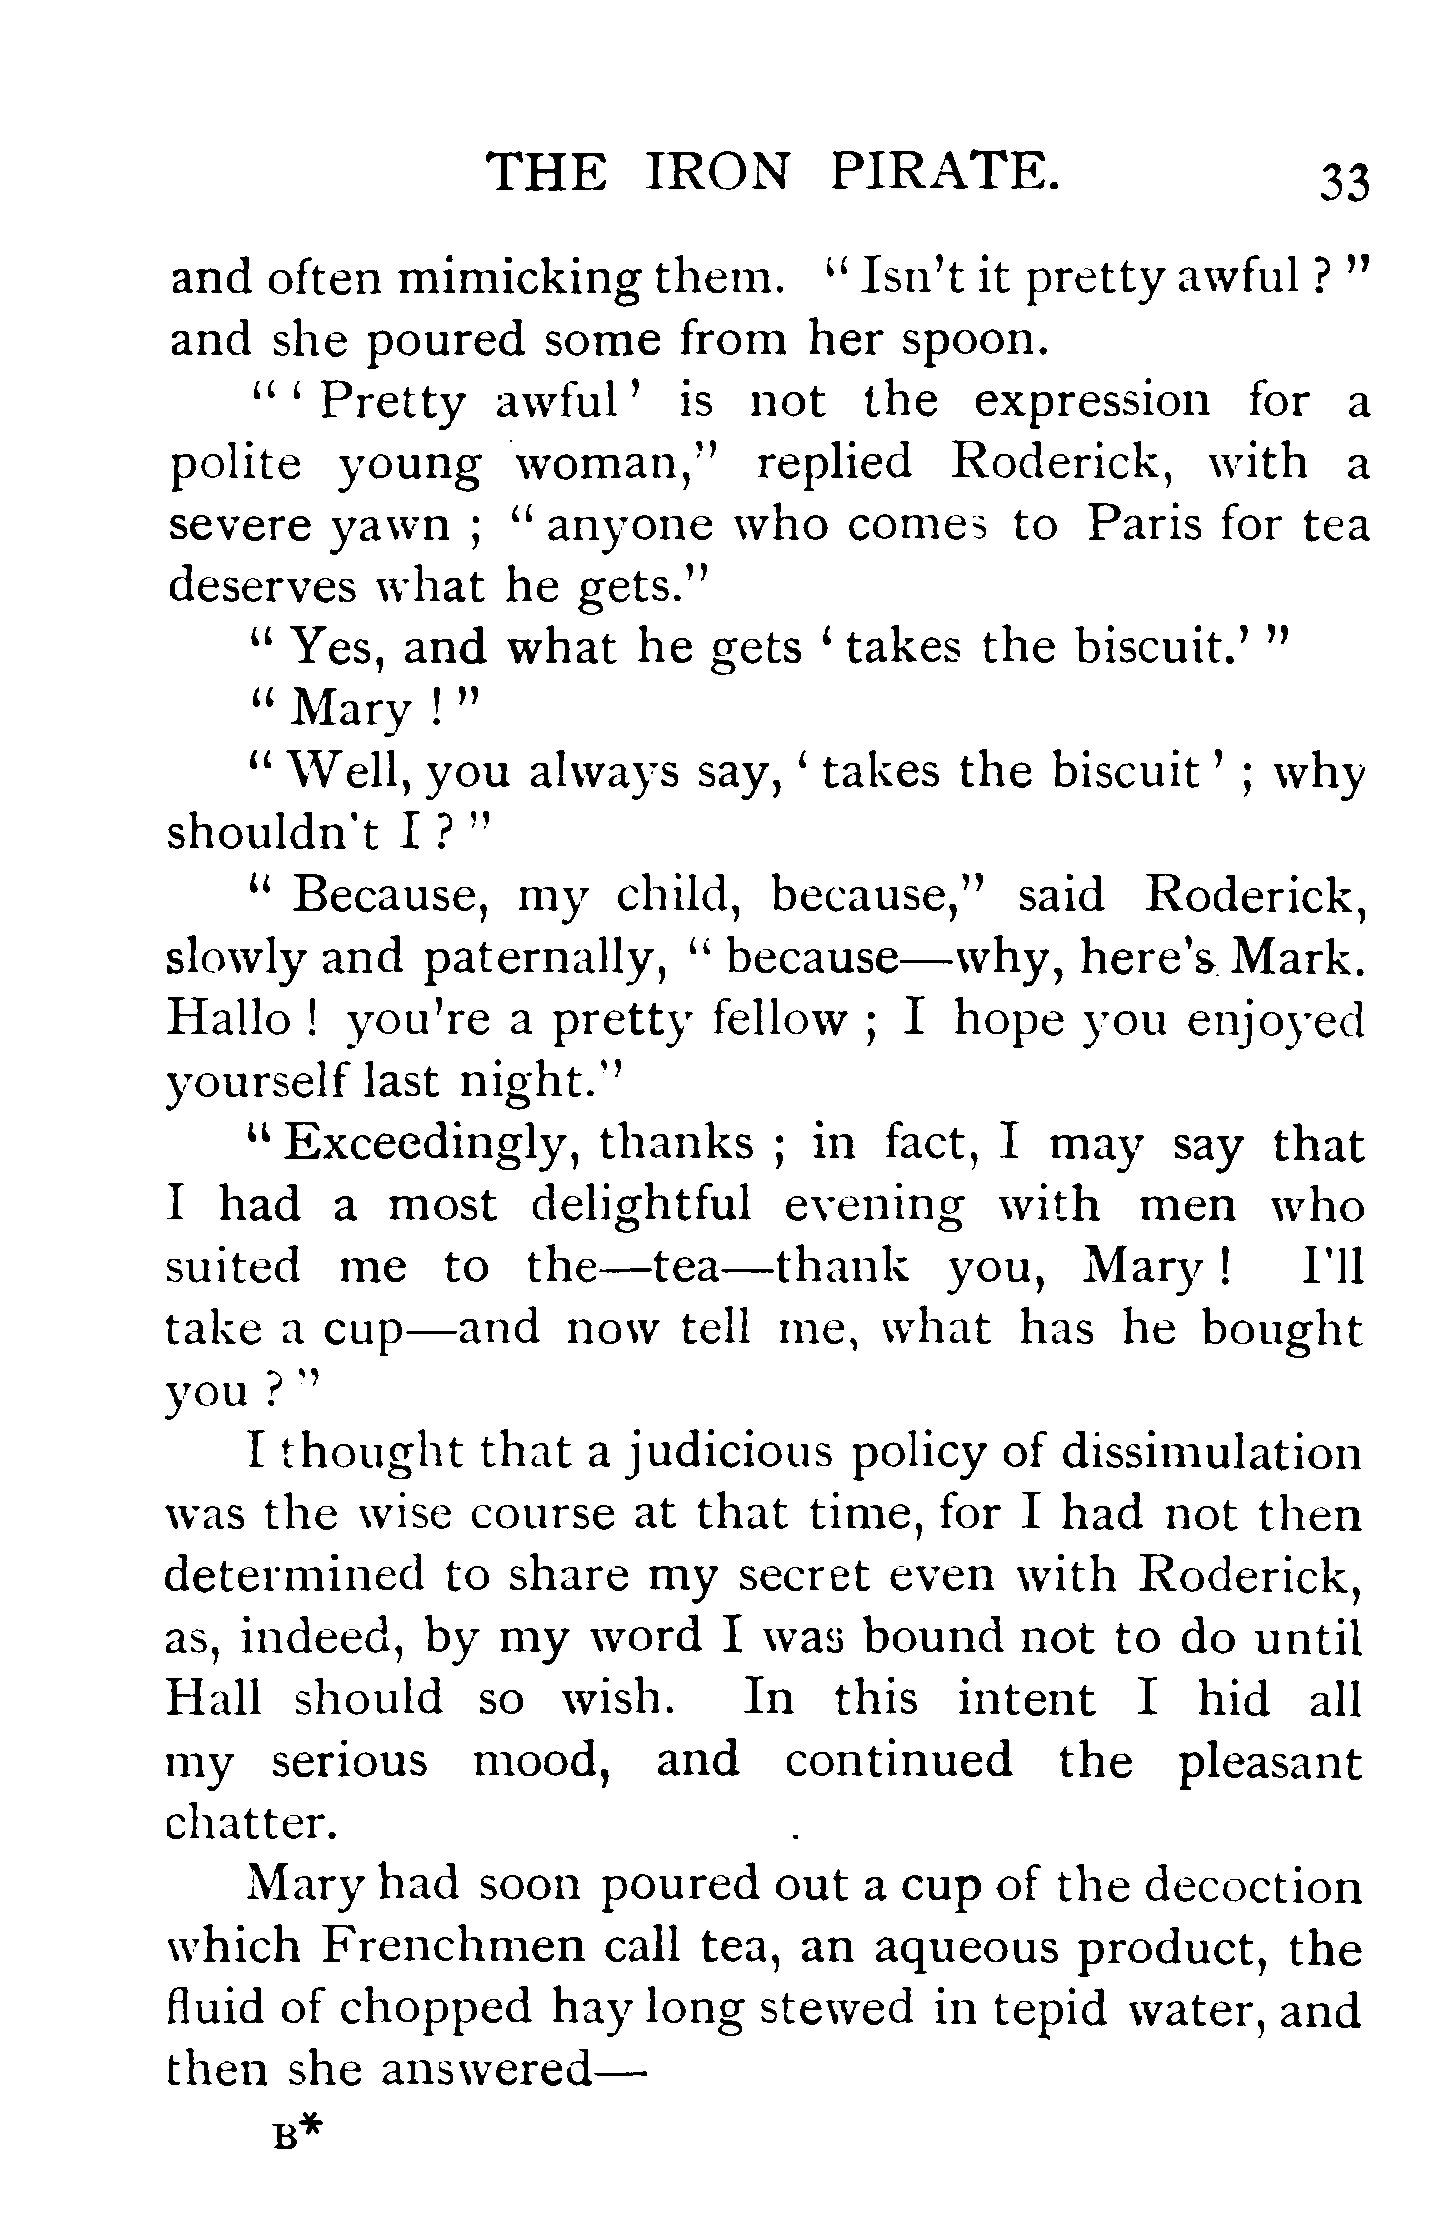 THE IRON PIRATE. 33
and often mimicking them. “ Isn’t it pretty awful ? ”
and she poured some from her spoon.
“ ‘ Pretty awful ’ is not the expression for a
polite young woman,” replied Roderick, with a
severe yawn ; “ anyone who comes to Paris for tea
deserves what he gets.”
“ Yes, and what he gets ‘ takes the biscuit.’ ”
“ Mary ! ”
“ Well, you always say, ‘ takes the biscuit ’ ; why
shouldn’t I ? ”
“ Because, my child, because,” said Roderick,
slowly and paternally, “ because—why, here’s Mark.
Hallo ! you’re a pretty fellow ; I hope you enjoyed
yourself last night.”
“ Exceedingly, thanks ; in fact, I may say that
I had a most delightful evening with men who
suited me to the—tea—thank you, Mary ! I’ll
take a cup—and now tell me, what has he bought
you ? ”
I thought that a judicious policy of dissimulation
was the wise course at that time, for I had not then
determined to share my secret even with Roderick,
as, indeed, by my word I was bound not to do until
Hall should so wish. In this intent I hid all
my serious mood, and continued the pleasant
chatter.
Mary had soon poured out a cup of the decoction
which Frenchmen call tea, an aqueous product, the
fluid of chopped hay long stewed in tepid water, and
then she answered—
B*